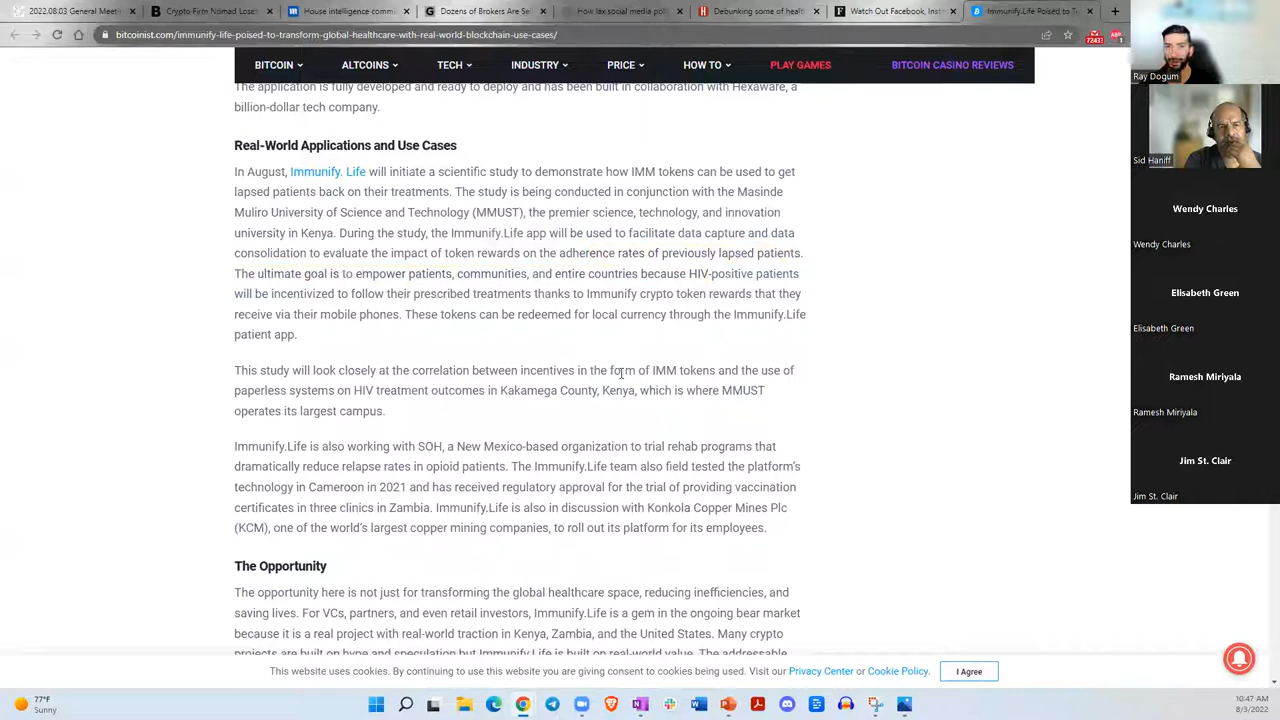 2022.08.03 General Meeting
Crypto Firm Nomad Loses
House intelligence commi
Dozens of Brokers Are Se
How lax social media polic
Debunking some of health
Watch Out Facebook, Insta
Immunify.Life Poised to Te
bitcoinist.com/immunify-life-poised-to-transform-global-healthcare-with-real-world-blockchain-use-cases/
BITCOIN ALTCOINS TECH INDUSTRY PRICE HOW TO PLAY GAMES BITCOIN CASINO REVIEWS
The application is fully developed and ready to deploy and has been built in collaboration with Hexaware, a
billion-dollar tech company.
Real-World Applications and Use Cases
In August, Immunify. Life will initiate a scientific study to demonstrate how IMM tokens can be used to get
lapsed patients back on their treatments. The study is being conducted in conjunction with the Masinde
Muliro University of Science and Technology (MMUST), the premier science, technology, and innovation
university in Kenya. During the study, the Immunify.Life app will be used to facilitate data capture and data
consolidation to evaluate the impact of token rewards on the adherence rates of previously lapsed patients.
The ultimate goal is to empower patients, communities, and entire countries because HIV-positive patients
will be incentivized to follow their prescribed treatments thanks to Immunify crypto token rewards that they
receive via their mobile phones. These tokens can be redeemed for local currency through the Immunify.Life
patient app.
This study will look closely at the correlation between incentives in the form of IMM tokens and the use of
paperless systems on HIV treatment outcomes in Kakamega County, Kenya, which is where MMUST
operates its largest campus.
Immunify.Life is also working with SOH, a New Mexico-based organization to trial rehab programs that
dramatically reduce relapse rates in opioid patients. The Immunify.Life team also field tested the platform's
technology in Cameroon in 2021 and has received regulatory approval for the trial of providing vaccination
certificates in three clinics in Zambia. Immunify.Life is also in discussion with Konkola Copper Mines Plc
(KCM), one of the world's largest copper mining companies, to roll out its platform for its employees.
The Opportunity
The opportunity here is not just for transforming the global healthcare space, reducing inefficiencies, and
saving lives. For VCs, partners, and even retail investors, Immunify.Life is a gem in the ongoing bear market
because it is a real project with real-world traction in Kenya, Zambia, and the United States. Many crypto
projects are built on hype and speculation but Immunify.Life is built on real-world value. The addressable
This website uses cookies. By continuing to use this website you are giving consent to cookies being used. Visit our Privacy Center or Cookie Policy. I Agree
Ray Dogum
Sid Haniff
Wendy Charles
Wendy Charles
Elisabeth Green
Elisabeth Green
Ramesh Miriyala
Ramesh Miriyala
Jim St. Clair
Jim St. Clair
77°F
Sunny
10:47 AM
8/3/2022